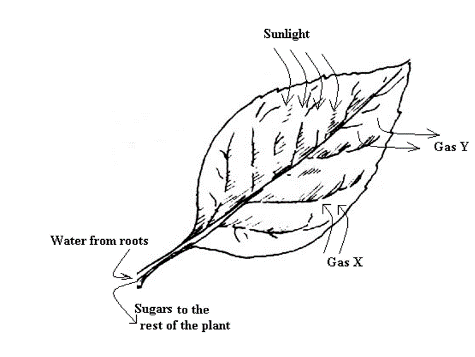 Sunlight
Gas Y
Water from roots
Gas X
Sugars to the
rest of the plant